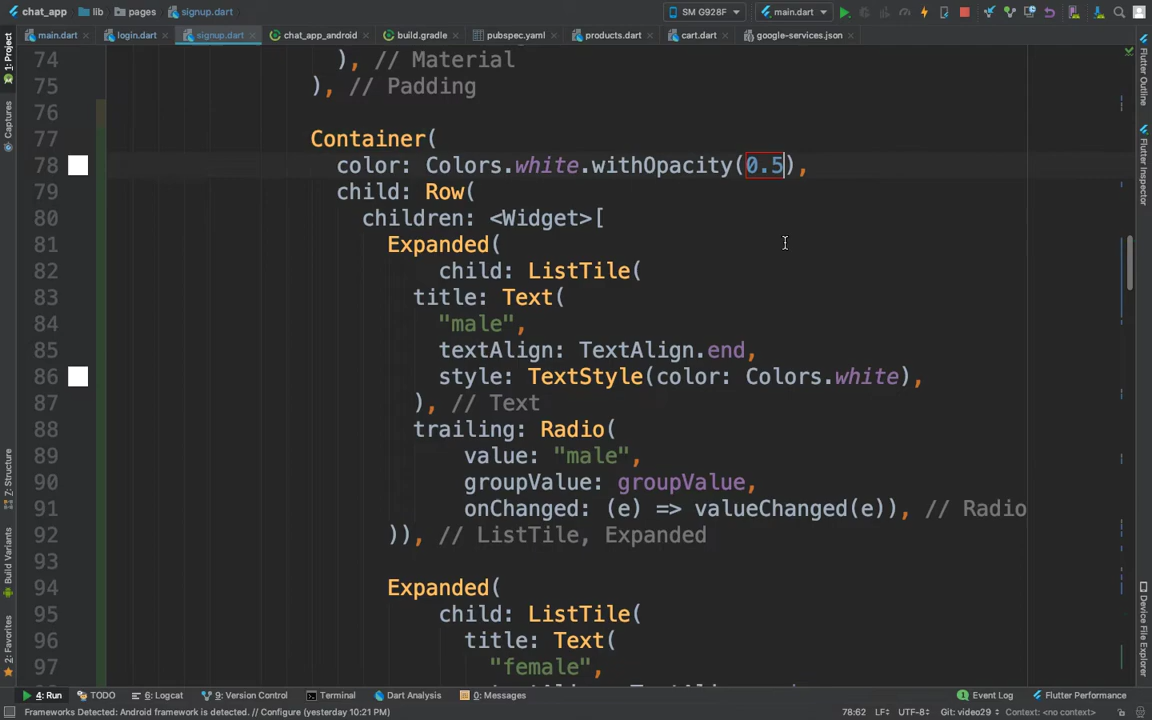 chat_app lib pages signup.dart SM G928F main.dart
main.dart login.dart signup.dart chat_app_android build.gradle pubspec.yaml products.dart cart.dart google-services.json
1: Project
Captures
7: Structure
Build Variants
2: Favorites
74 ), // Material
75 ), // Padding
76
77 Container(
78 color: Colors.white.withOpacity(0.5),
79 child: Row(
80 children: <Widget>[
81 Expanded(
82 child: ListTile(
83 title: Text(
84 "male",
85 textAlign: TextAlign.end,
86 style: TextStyle(color: Colors.white),
87 ), // Text
88 trailing: Radio(
89 value: "male",
90 groupValue: groupValue,
91 onChanged: (e) => valueChanged(e)), // Radio
92 )), // ListTile, Expanded
93
94 Expanded(
95 child: ListTile(
96 title: Text(
97 "female",
Flutter Outline
Flutter Inspector
Device File Explorer
4: Run TODO 6: Logcat 9: Version Control Terminal Dart Analysis 0: Messages Event Log Flutter Performance
Frameworks Detected: Android framework is detected. // Configure (yesterday 10:21 PM) 78:62 LF UTF-8 Git: video29 Context: <no context>